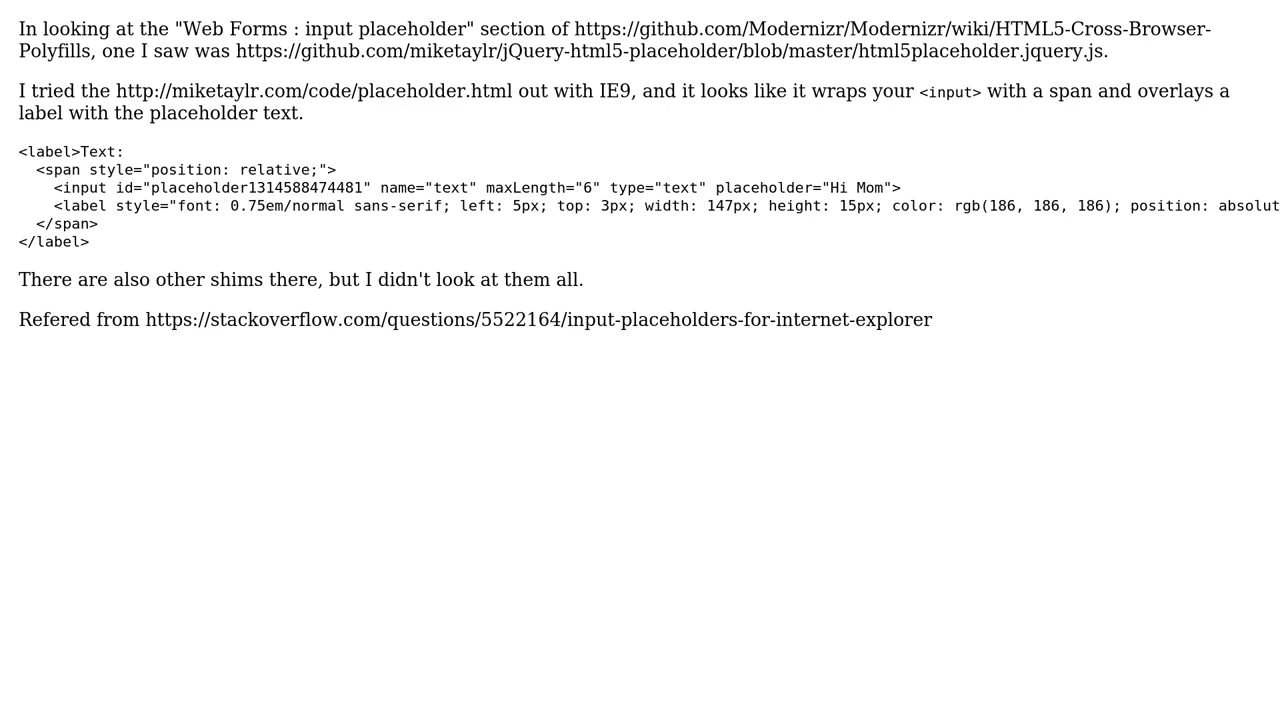 In looking at the "Web Forms : input placeholder" section of https://github.com/Modernizr/Modernizr/wiki/HTML5-Cross-Browser-
Polyfills, one I saw was https://github.com/miketaylr/jQuery-html5-placeholder/blob/master/html5placeholder.jquery.js.
I tried the http://miketaylr.com/code/placeholder.html out with IE9, and it looks like it wraps your <input> with a span and overlays a
label with the placeholder text.
<label>Text:
  <span style="position: relative;">
    <input id="placeholder1314588474481" name="text" maxLength="6" type="text" placeholder="Hi Mom">
    <label style="font: 0.75em/normal sans-serif; left: 5px; top: 3px; width: 147px; height: 15px; color: rgb(186, 186, 186); position: absolut
  </span>
</label>
There are also other shims there, but I didn't look at them all.
Refered from https://stackoverflow.com/questions/5522164/input-placeholders-for-internet-explorer